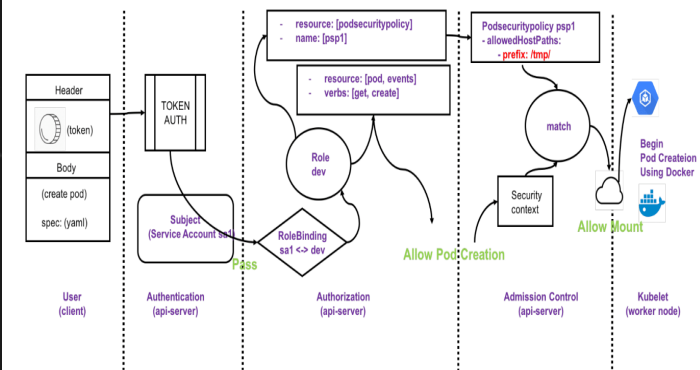 Header
(token)
Body
(create pod)
spec: (yaml)
User
(client)
TOKEN
AUTH
Subject
(Service Account sa1)
Pass
Authentication
(api-server)
- resource: [podsecuritypolicy]
- name: [psp1]
- resource: [pod, events]
- verbs: [get, create]
Role
dev
RoleBinding
sa1 <-> dev
Allow Pod Creation
Authorization
(api-server)
Podsecuritypolicy psp1
- allowedHostPaths:
- prefix: /tmp/
match
Security
context
Allow Mount
Admission Control
(api-server)
Begin
Pod Createion
Using Docker
Kubelet
(worker node)